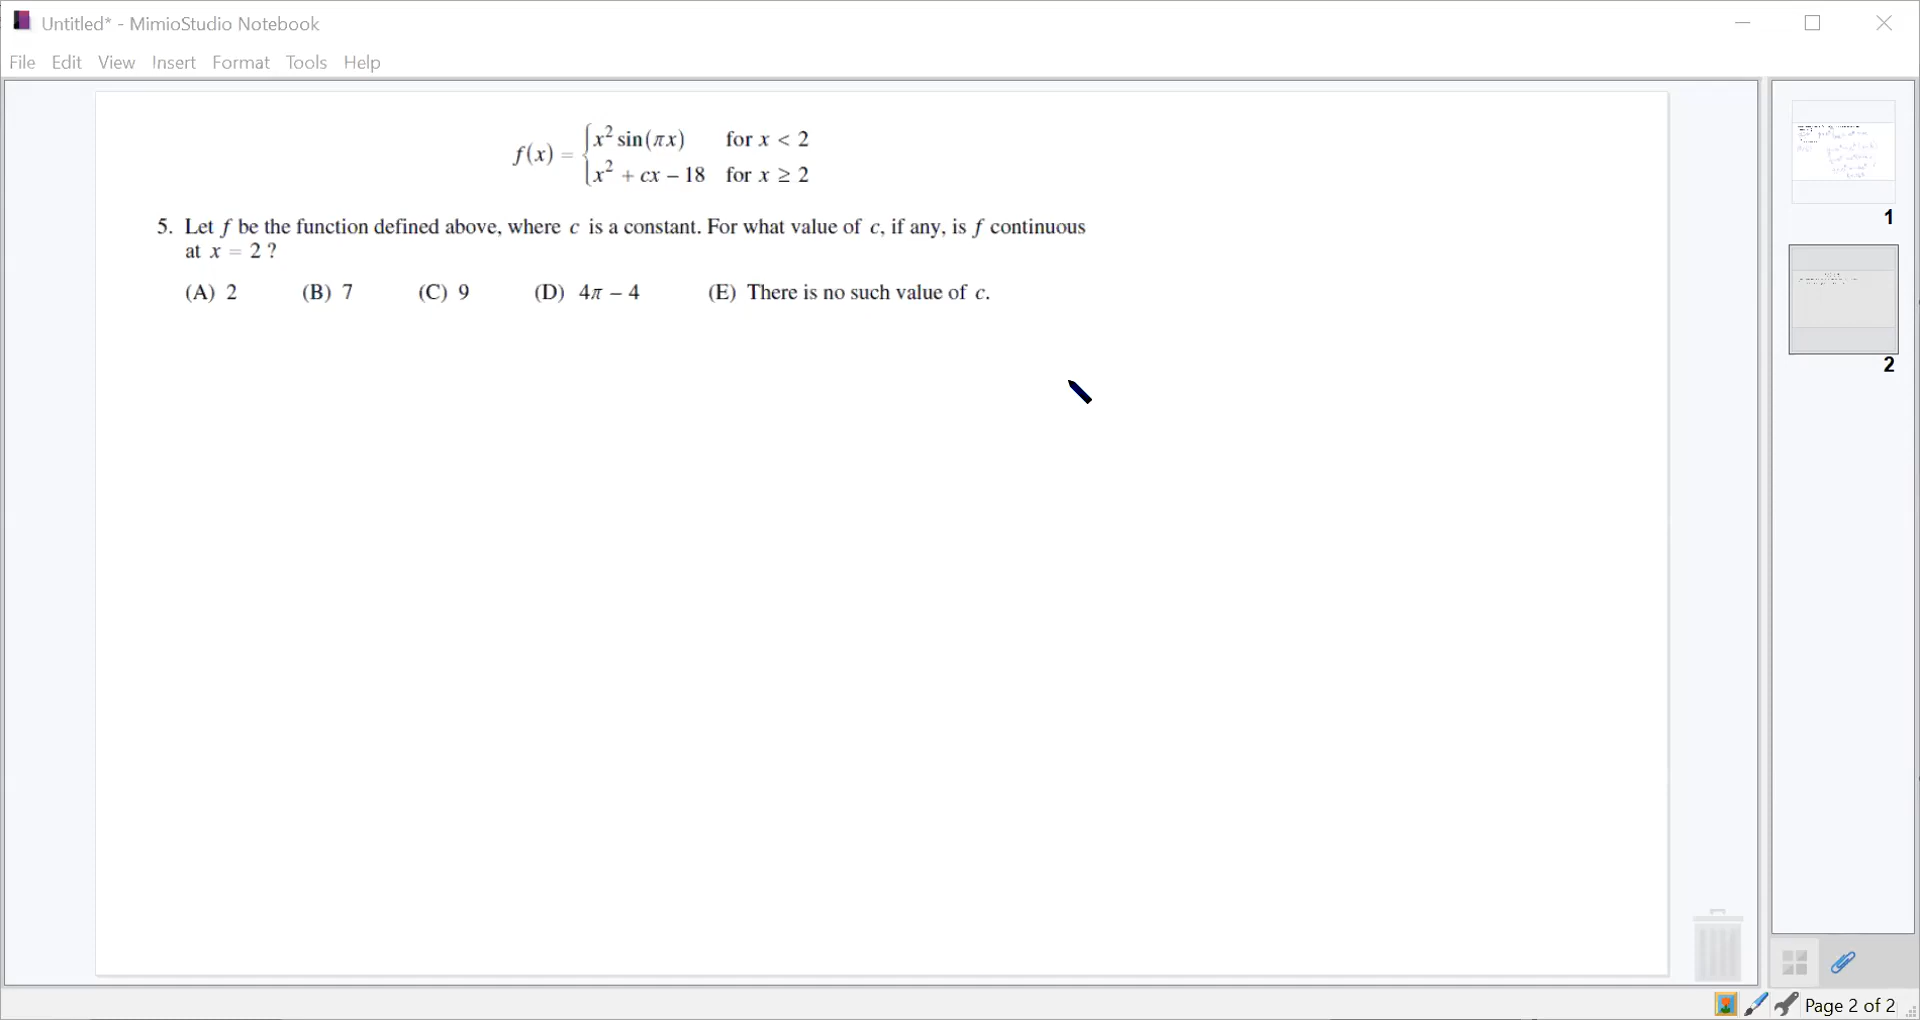 Untitled* - MimioStudio Notebook
File Edit View Insert Format Tools Help
f(x) = { x² sin(πx) for x < 2
x² + cx − 18 for x ≥ 2
5. Let f be the function defined above, where c is a constant. For what value of c, if any, is f continuous
at x = 2 ?
(A) 2 (B) 7 (C) 9 (D) 4π − 4 (E) There is no such value of c.
1
2
Page 2 of 2